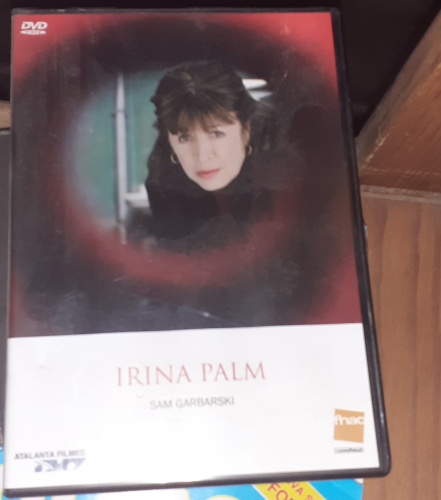 DVD
IRINA PALM
SAM GARBARSKI
fnac
ATALANTA FILMES